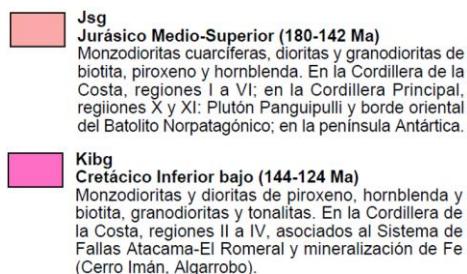 Jsg
Jurásico Medio-Superior (180-142 Ma)
Monzodioritas cuarcíferas, dioritas y granodioritas de
biotita, piroxeno y hornblenda. En la Cordillera de la
Costa, regiones I a VI; en la Cordillera Principal,
regiiones X y XI: Plutón Panguipulli y borde oriental
del Batolito Norpatagónico; en la península Antártica.
Kibg
Cretácico Inferior bajo (144-124 Ma)
Monzodioritas y dioritas de piroxeno, hornblenda y
biotita, granodioritas y tonalitas. En la Cordillera de
la Costa, regiones II a IV, asociados al Sistema de
Fallas Atacama-El Romeral y mineralización de Fe
(Cerro Imán, Algarrobo).